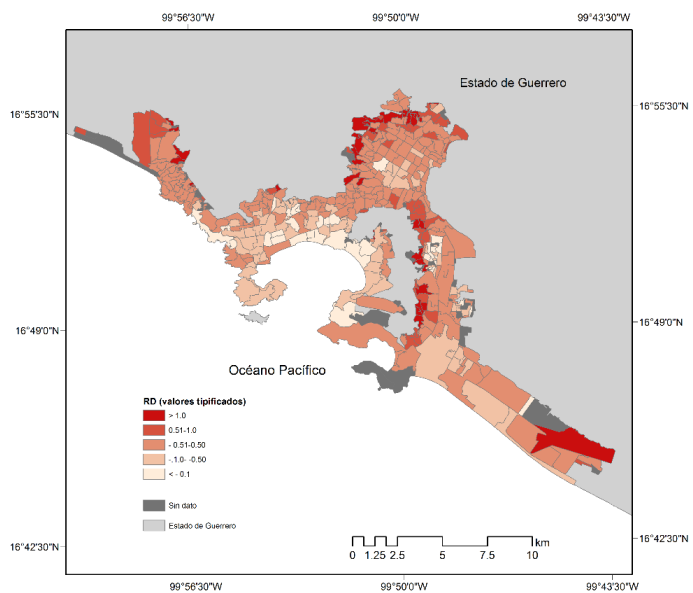 99°56'30"W 99°50'0"W 99°43'30"W
Estado de Guerrero
16°55'30"N 16°55'30"N
16°49'0"N 16°49'0"N
Océano Pacífico
RD (valores tipificados)
> 1.0
0.51-1.0
- 0.51-0.50
-.1.0- -0.50
< - 0.1
Sin dato
Estado de Guerrero
16°42'30"N 16°42'30"N
km
0 1.25 2.5 5 7.5 10
99°56'30"W 99°50'0"W 99°43'30"W